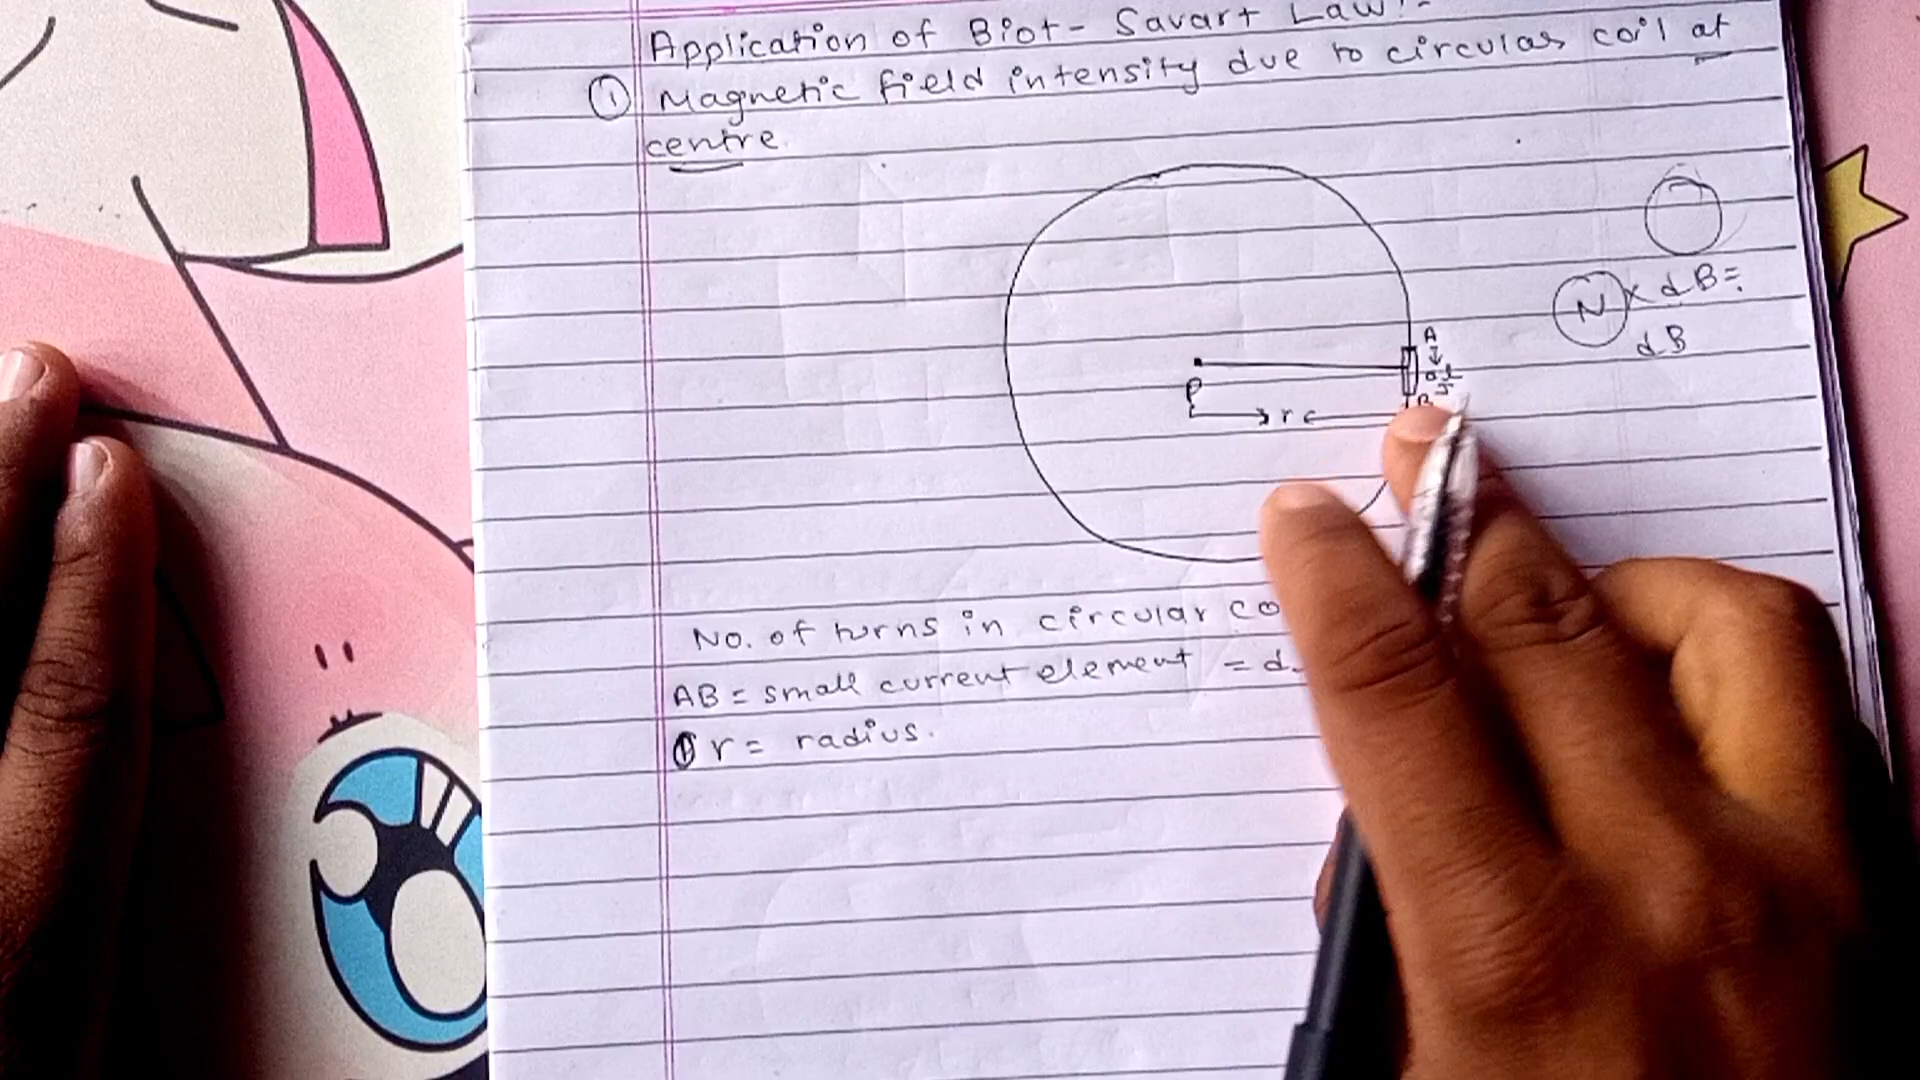 Application of Biot-Savart Law:-
① Magnetic field intensity due to circular coil at
centre.
N x dB =
dB
A
dl
B
P
r
No. of turns in circular co
AB = small current element = d
r = radius.